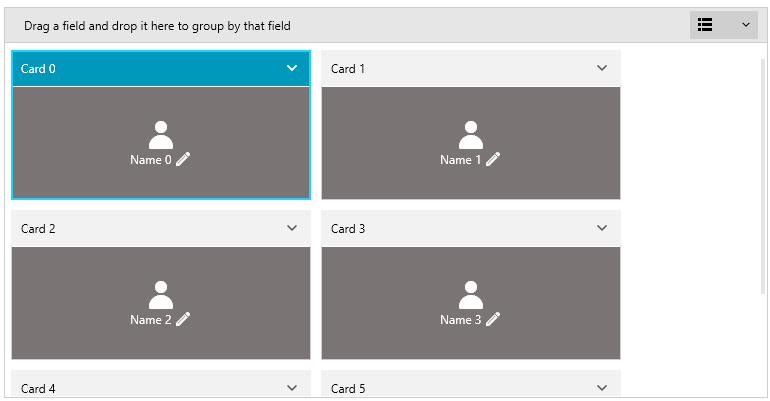 Drag a field and drop it here to group by that field
Card 0
Card 1
Name 0
Name 1
Card 2
Card 3
Name 2
Name 3
Card 4
Card 5